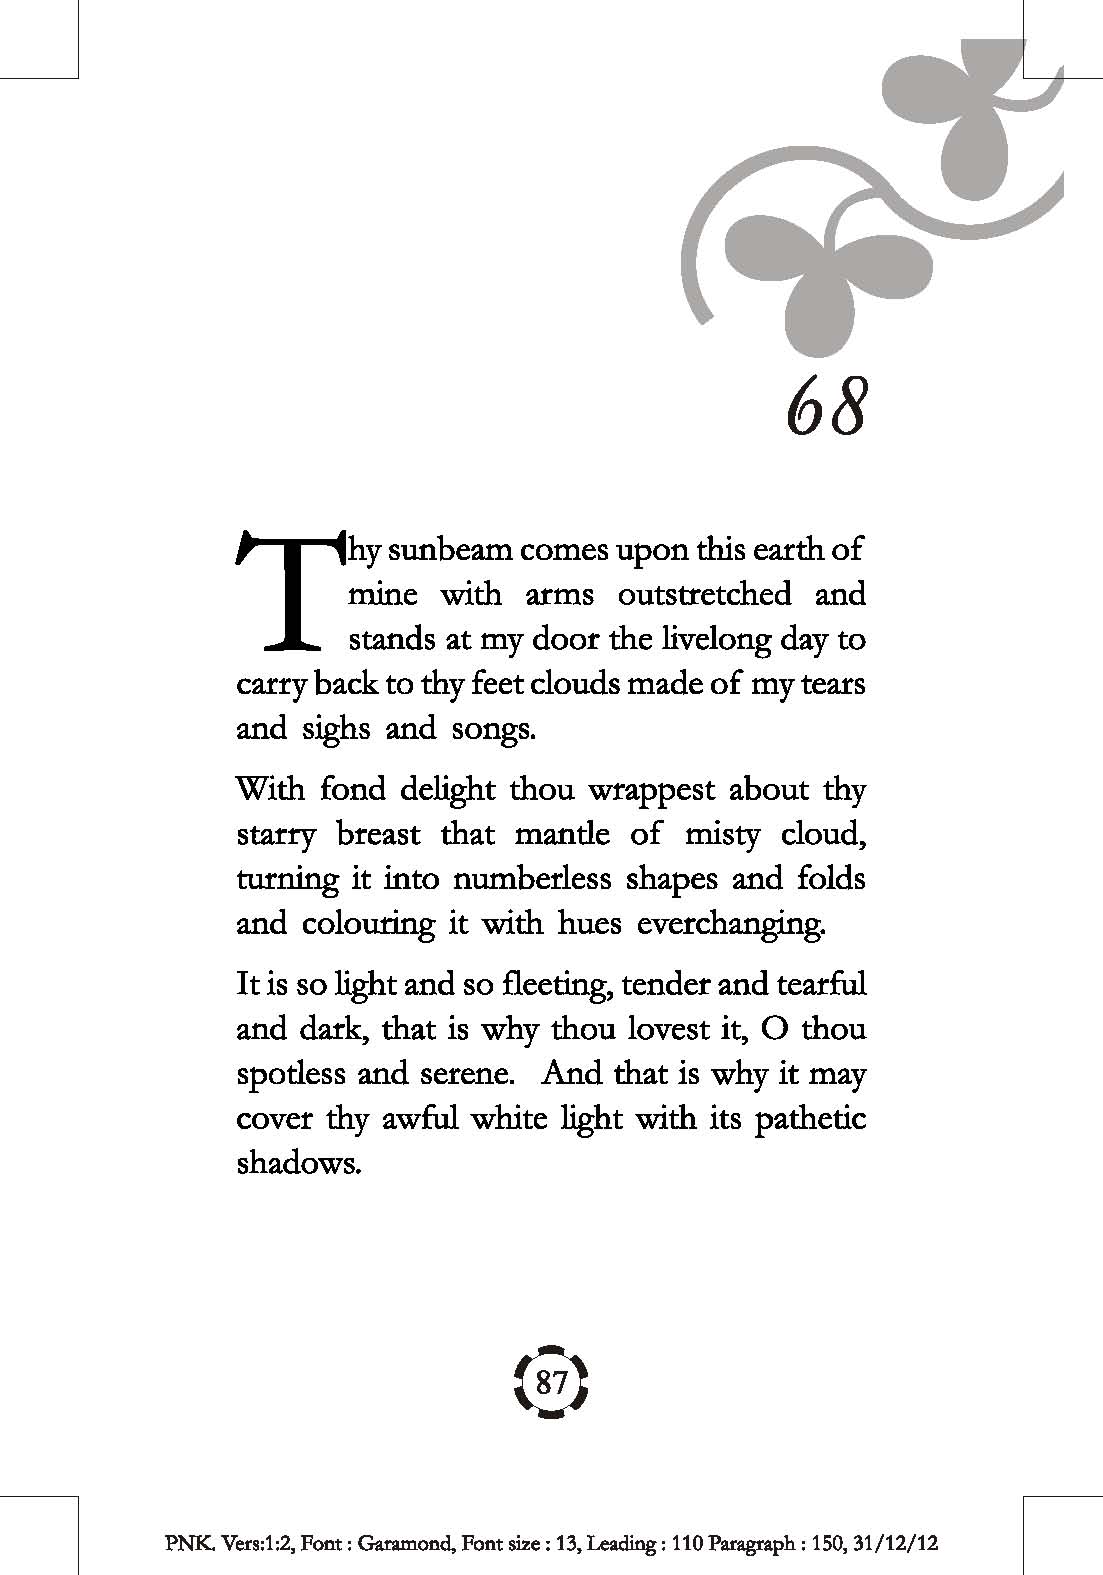 68
Thy sunbeam comes upon this earth of
mine with arms outstretched and
stands at my door the livelong day to
carry back to thy feet clouds made of my tears
and sighs and songs.
With fond delight thou wrappest about thy
starry breast that mantle of misty cloud,
turning it into numberless shapes and folds
and colouring it with hues everchanging.
It is so light and so fleeting, tender and tearful
and dark, that is why thou lovest it, O thou
spotless and serene. And that is why it may
cover thy awful white light with its pathetic
shadows.
87
PNK. Vers:1:2, Font : Garamond, Font size : 13, Leading : 110 Paragraph : 150, 31/12/12